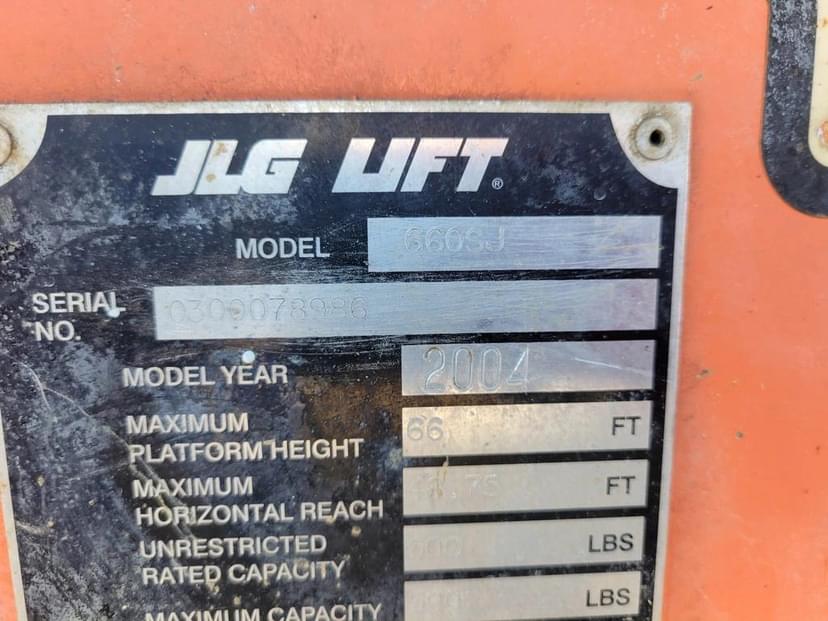 JLG LIFT®
MODEL 660SJ
SERIAL NO. 0300078986
MODEL YEAR 2004
MAXIMUM PLATFORM HEIGHT 66 FT
MAXIMUM HORIZONTAL REACH .75 FT
UNRESTRICTED RATED CAPACITY LBS
MAXIMUM CAPACITY LBS